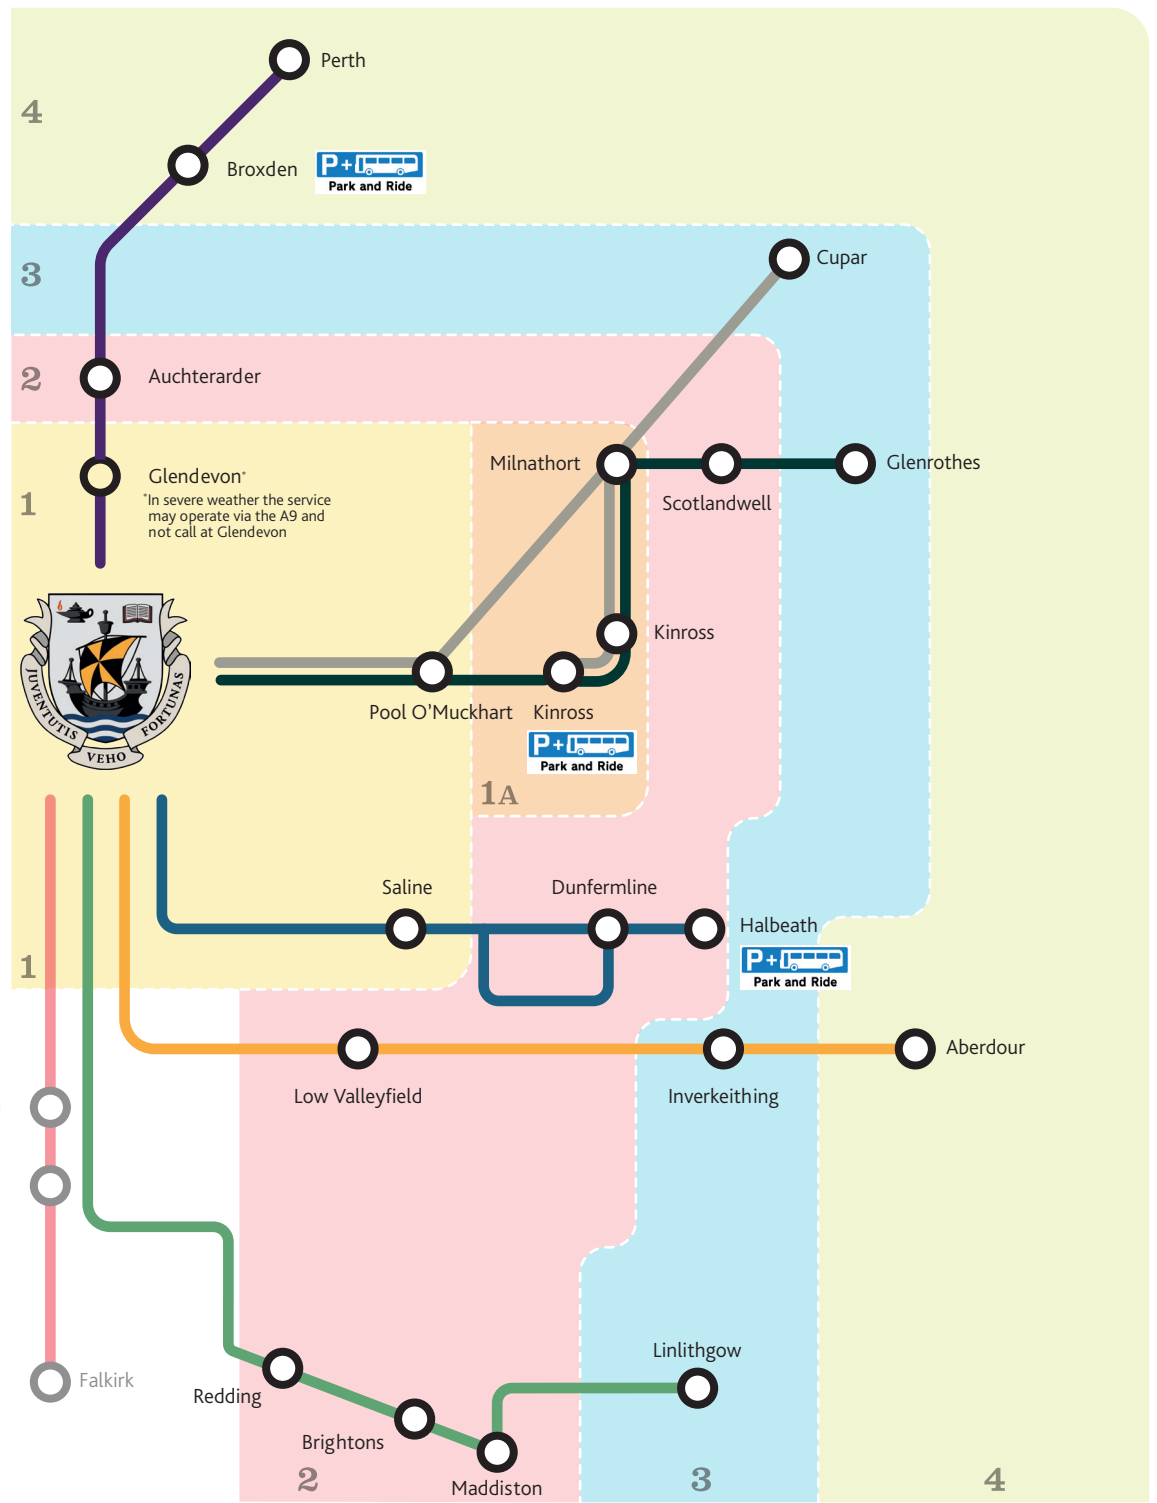 Perth
4
Broxden
P+
Park and Ride
3
Cupar
2
Auchterarder
Milnathort
Glenrothes
Glendevon*
1
*In severe weather the service
may operate via the A9 and
not call at Glendevon
Scotlandwell
Kinross
JUVENTUTIS
VEHO
FORTUNAS
Pool O'Muckhart
Kinross
P+
Park and Ride
1A
Saline
Dunfermline
Halbeath
P+
Park and Ride
1
Aberdour
Low Valleyfield
Inverkeithing
Linlithgow
Falkirk
Redding
Brightons
Maddiston
2
3
4